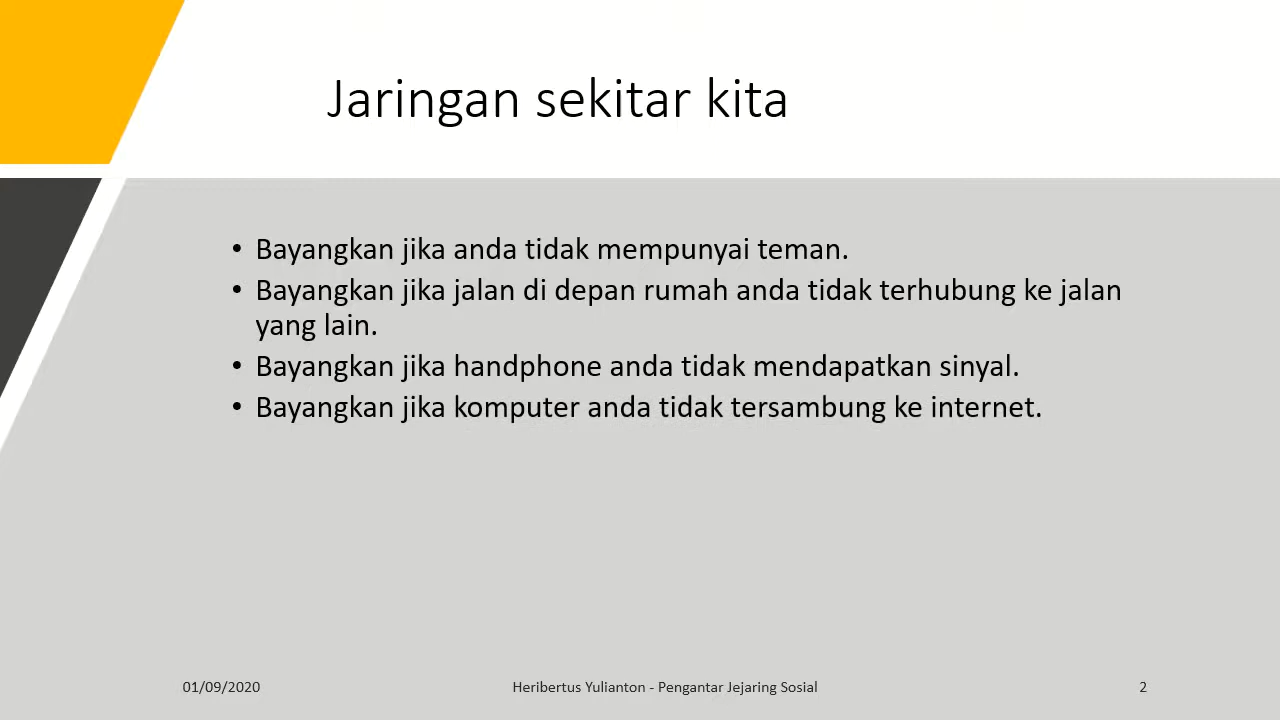 Jaringan sekitar kita
• Bayangkan jika anda tidak mempunyai teman.
• Bayangkan jika jalan di depan rumah anda tidak terhubung ke jalan
yang lain.
• Bayangkan jika handphone anda tidak mendapatkan sinyal.
• Bayangkan jika komputer anda tidak tersambung ke internet.
01/09/2020
Heribertus Yulianton - Pengantar Jejaring Sosial
2